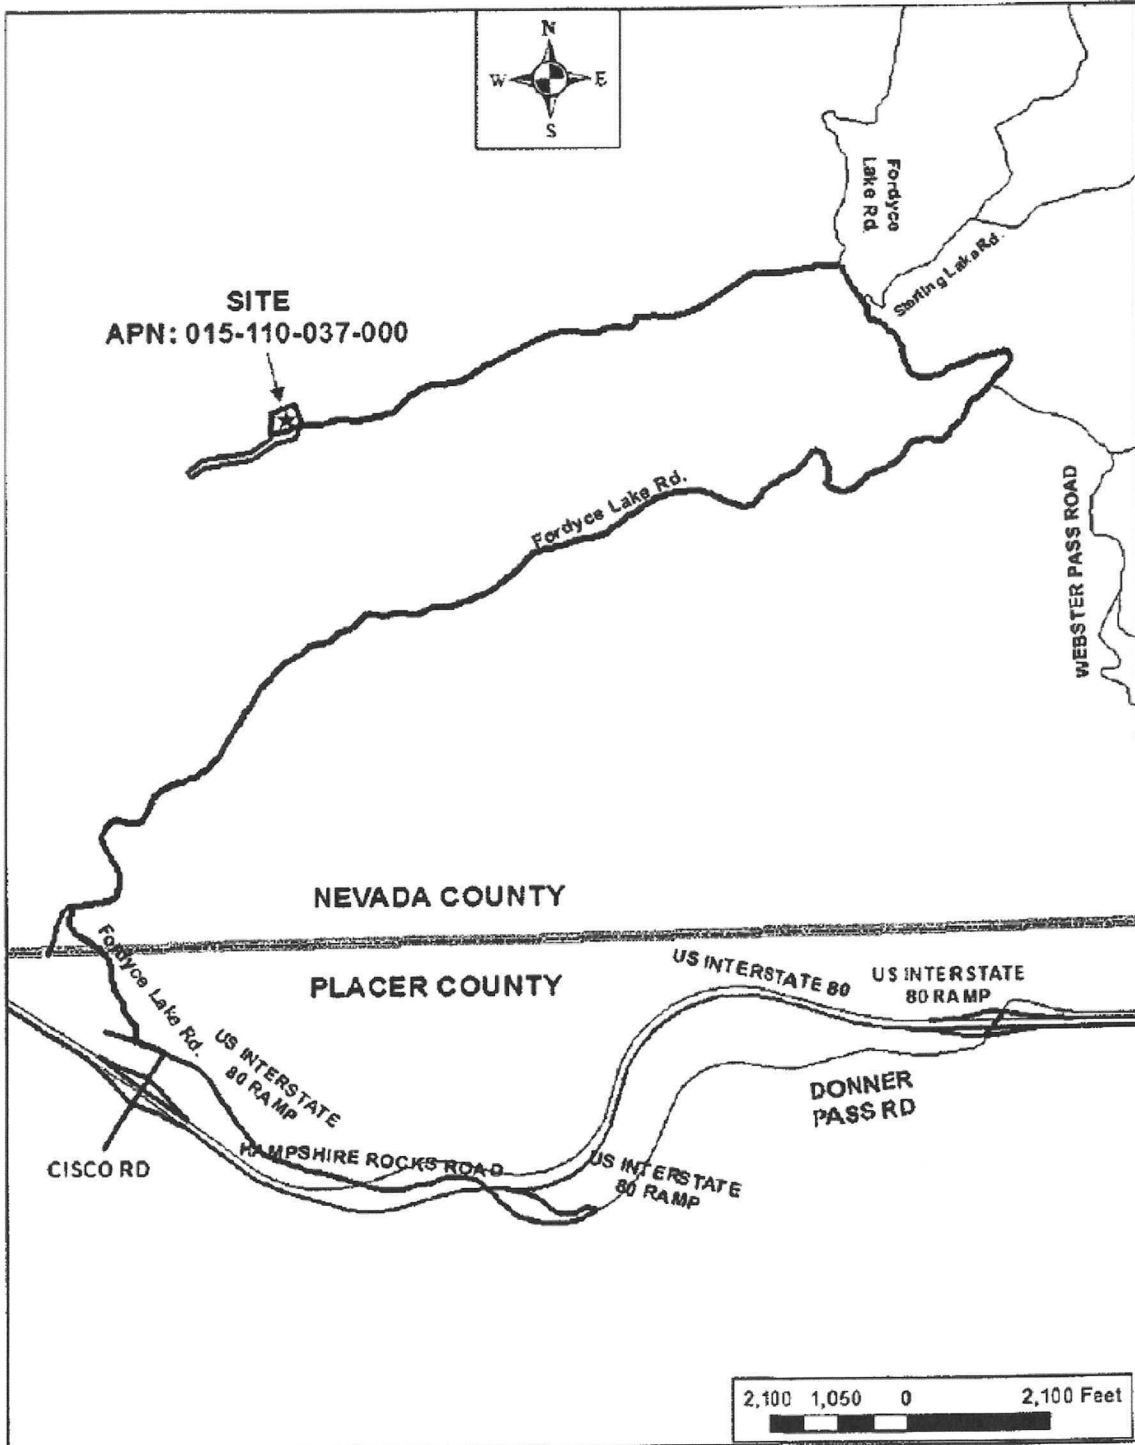 N
W E
S
Fordyce
Lake Rd.
Sterling Lake Rd.
SITE
APN: 015-110-037-000
Fordyce Lake Rd.
WEBSTER PASS ROAD
NEVADA COUNTY
PLACER COUNTY
Fordyce Lake Rd.
US INTERSTATE 80
US INTERSTATE
80 RAMP
US INTERSTATE
80 RAMP
DONNER
PASS RD
CISCO RD
HAMPSHIRE ROCKS ROAD
US INTERSTATE
80 RAMP
2,100 1,050 0 2,100 Feet